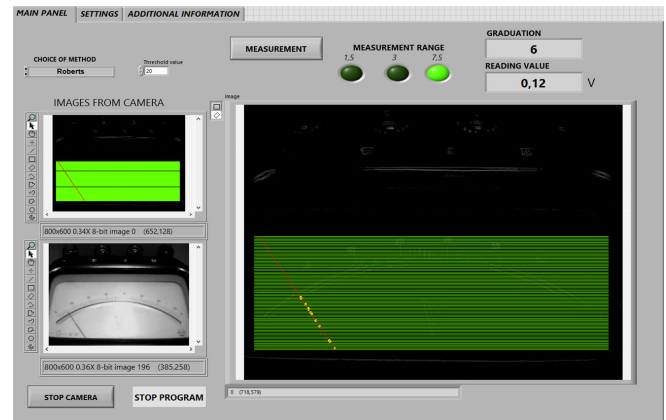 MAIN PANEL SETTINGS ADDITIONAL INFORMATION
CHOICE OF METHOD
Roberts
Threshold value
20
MEASUREMENT
MEASUREMENT RANGE
1,5 3 7,5
GRADUATION
6
READING VALUE
0,12 V
IMAGES FROM CAMERA
Image
800x600 0.34X 8-bit image 0 (652,128)
800x600 0.36X 8-bit image 196 (385,258)
0 (718,579)
STOP CAMERA
STOP PROGRAM